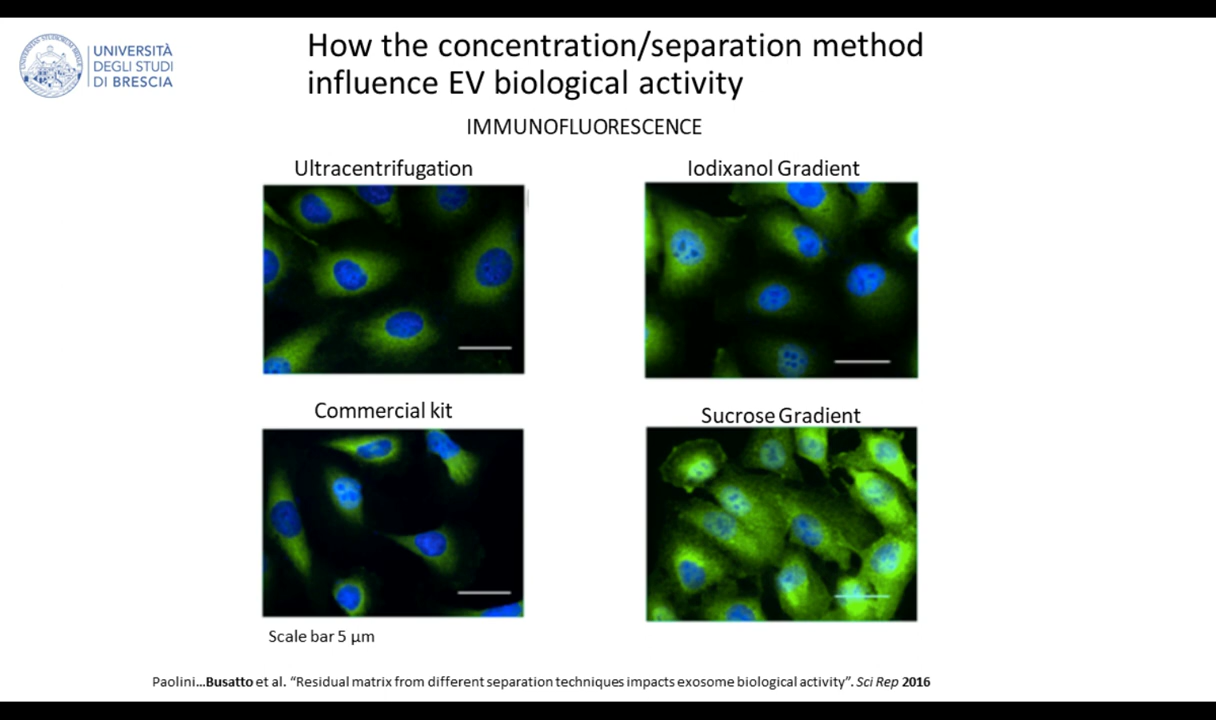 UNIVERSITÀ
DEGLI STUDI
DI BRESCIA
How the concentration/separation method
influence EV biological activity
IMMUNOFLUORESCENCE
Ultracentrifugation
Iodixanol Gradient
Commercial kit
Sucrose Gradient
Scale bar 5 µm
Paolini…Busatto et al. “Residual matrix from different separation techniques impacts exosome biological activity”. Sci Rep 2016